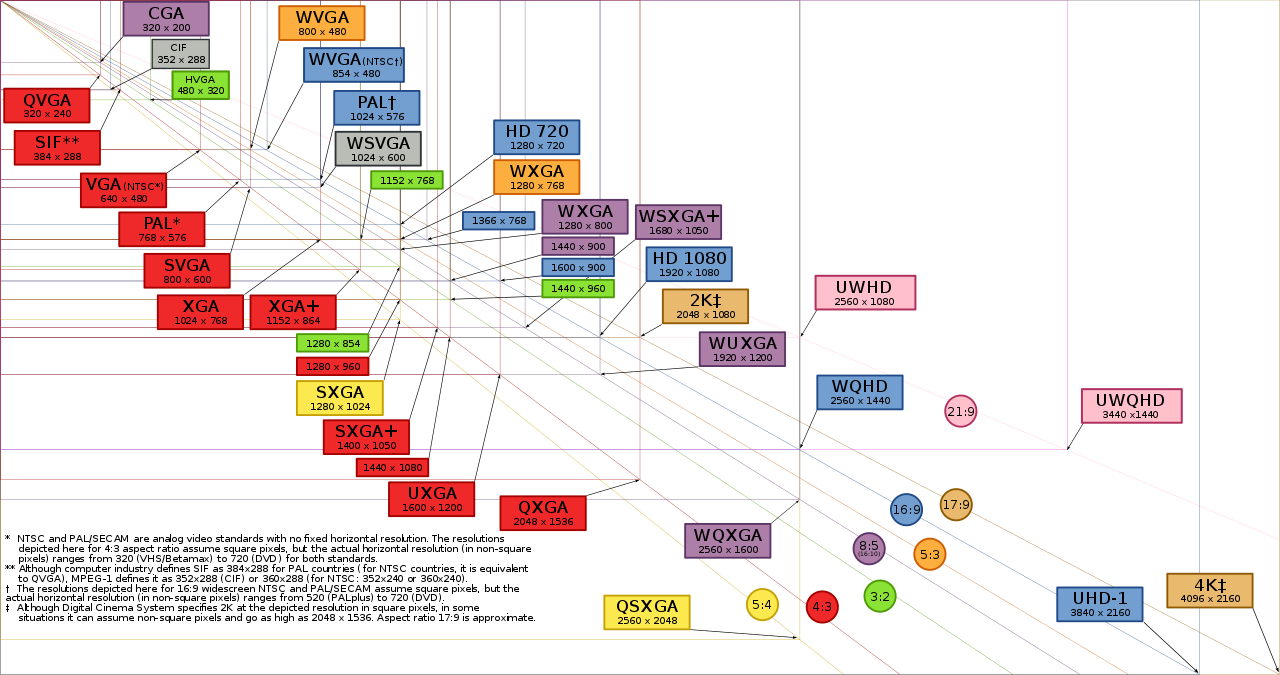 CGA
320 x 200
CIF
352 x 288
HVGA
480 x 320
QVGA
320 x 240
SIF**
384 x 288
VGA (NTSC*)
640 x 480
PAL*
768 x 576
SVGA
800 x 600
XGA
1024 x 768
XGA+
1152 x 864
1280 x 854
1280 x 960
SXGA
1280 x 1024
SXGA+
1400 x 1050
1440 x 1080
UXGA
1600 x 1200
QXGA
2048 x 1536
WVGA
800 x 480
WVGA (NTSC†)
854 x 480
PAL†
1024 x 576
WSVGA
1024 x 600
1152 x 768
HD 720
1280 x 720
WXGA
1280 x 768
1366 x 768
WXGA
1280 x 800
1440 x 900
1600 x 900
1440 x 960
WSXGA+
1680 x 1050
HD 1080
1920 x 1080
2K‡
2048 x 1080
WUXGA
1920 x 1200
UWHD
2560 x 1080
WQHD
2560 x 1440
UWQHD
3440 x1440
21:9
16:9
17:9
8:5
(16:10)
5:3
3:2
5:4
4:3
WQXGA
2560 x 1600
QSXGA
2560 x 2048
UHD-1
3840 x 2160
4K‡
4096 x 2160
* NTSC and PAL/SECAM are analog video standards with no fixed horizontal resolution. The resolutions
depicted here for 4:3 aspect ratio assume square pixels, but the actual horizontal resolution (in non-square
pixels) ranges from 320 (VHS/Betamax) to 720 (DVD) for both standards.
** Although computer industry defines SIF as 384x288 for PAL countries (for NTSC countries, it is equivalent
to QVGA), MPEG-1 defines it as 352x288 (CIF) or 360x288 (for NTSC: 352x240 or 360x240).
† The resolutions depicted here for 16:9 widescreen NTSC and PAL/SECAM assume square pixels, but the
actual horizontal resolution (in non-square pixels) ranges from 520 (PALplus) to 720 (DVD).
‡ Although Digital Cinema System specifies 2K at the depicted resolution in square pixels, in some
situations it can assume non-square pixels and go as high as 2048 x 1536. Aspect ratio 17:9 is approximate.